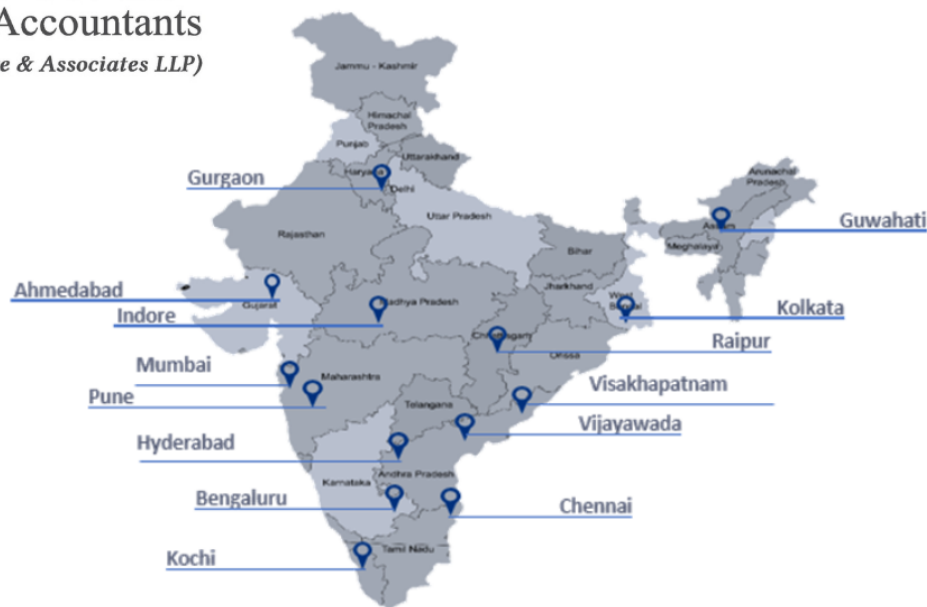 Accountants
e & Associates LLP)
Jammu - Kashmir
Himachal
Pradesh
Punjab
Uttarakhand
Haryana
Delhi
Arunachal
Pradesh
Gurgaon
Uttar Pradesh
Guwahati
Assam
Rajasthan
Bihar
Meghalaya
Jharkhand
Ahmedabad
Gujarat
Madhya Pradesh
West
Bengal
Kolkata
Indore
Chhattisgarh
Raipur
Orissa
Mumbai
Maharashtra
Visakhapatnam
Pune
Telangana
Vijayawada
Hyderabad
Andhra Pradesh
Karnataka
Bengaluru
Chennai
Tamil Nadu
Kochi